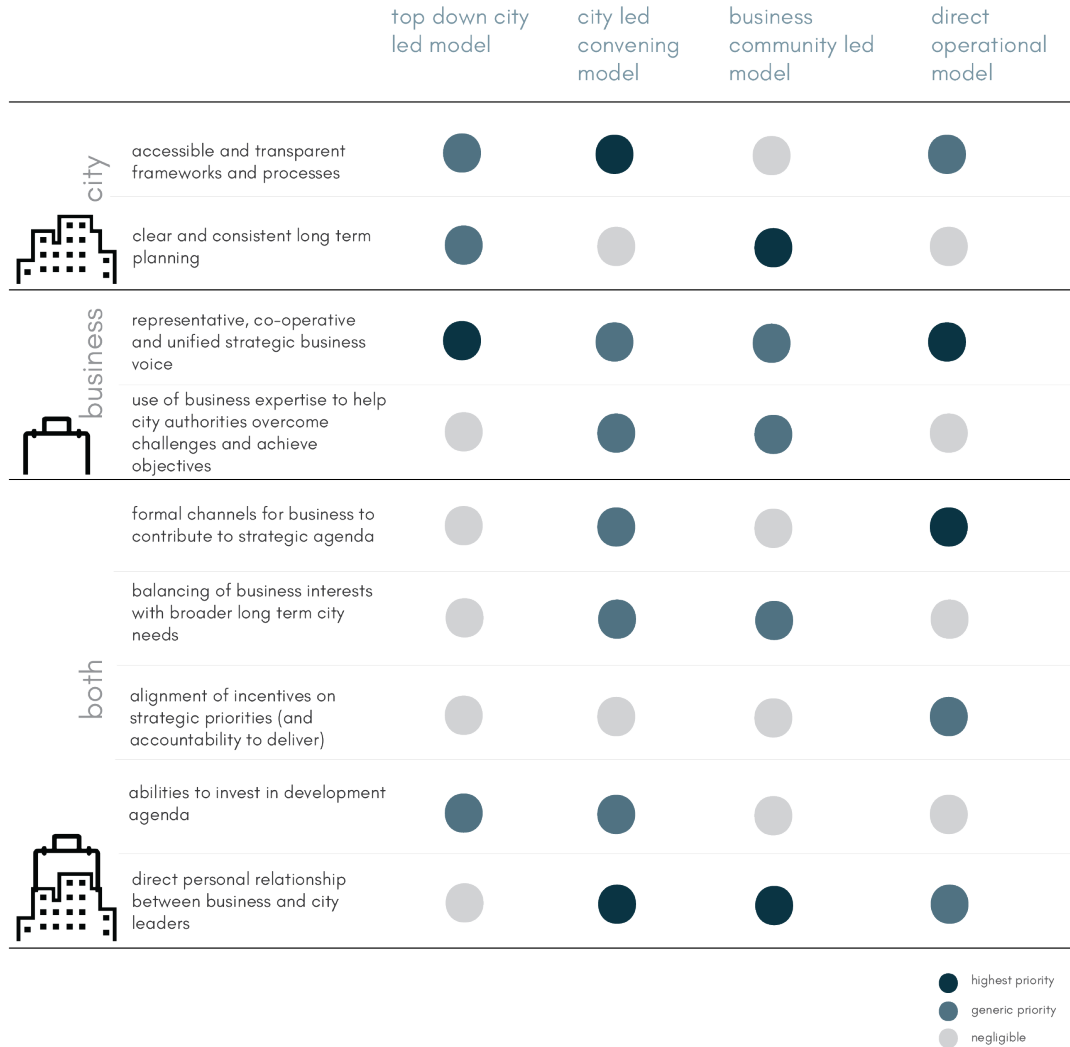 top down city
led model
city led
convening
model
business
community led
model
direct
operational
model
city
accessible and transparent
frameworks and processes
clear and consistent long term
planning
business
representative, co-operative
and unified strategic business
voice
use of business expertise to help
city authorities overcome
challenges and achieve
objectives
both
formal channels for business to
contribute to strategic agenda
balancing of business interests
with broader long term city
needs
alignment of incentives on
strategic priorities (and
accountability to deliver)
abilities to invest in development
agenda
direct personal relationship
between business and city
leaders
highest priority
generic priority
negligible